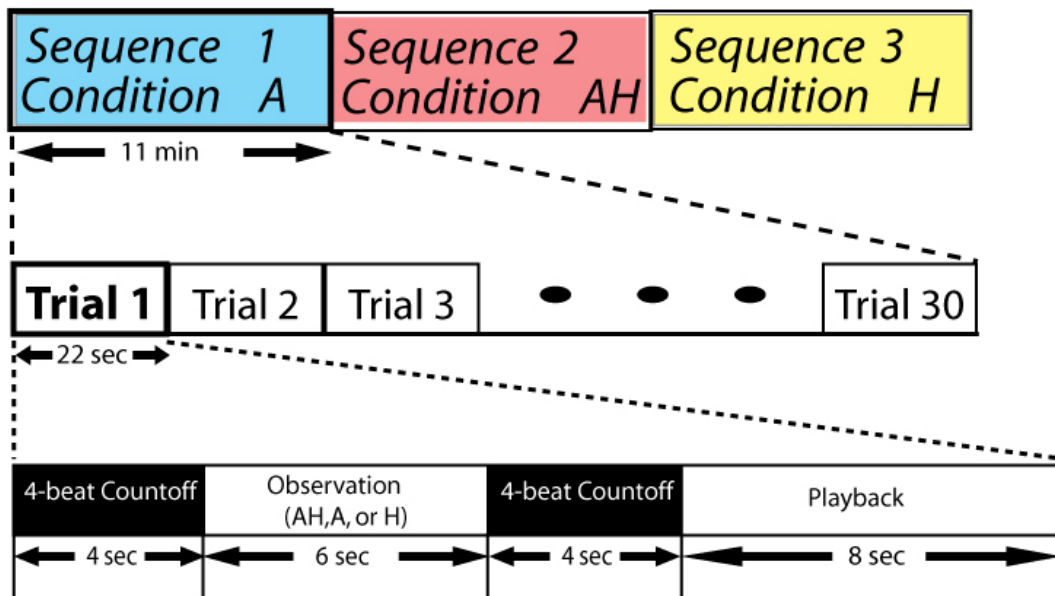 Sequence 1
Condition A
Sequence 2
Condition AH
Sequence 3
Condition H
11 min
Trial 1
Trial 2
Trial 3
Trial 30
22 sec
4-beat Countoff
Observation
(AH,A, or H)
4-beat Countoff
Playback
4 sec
6 sec
4 sec
8 sec